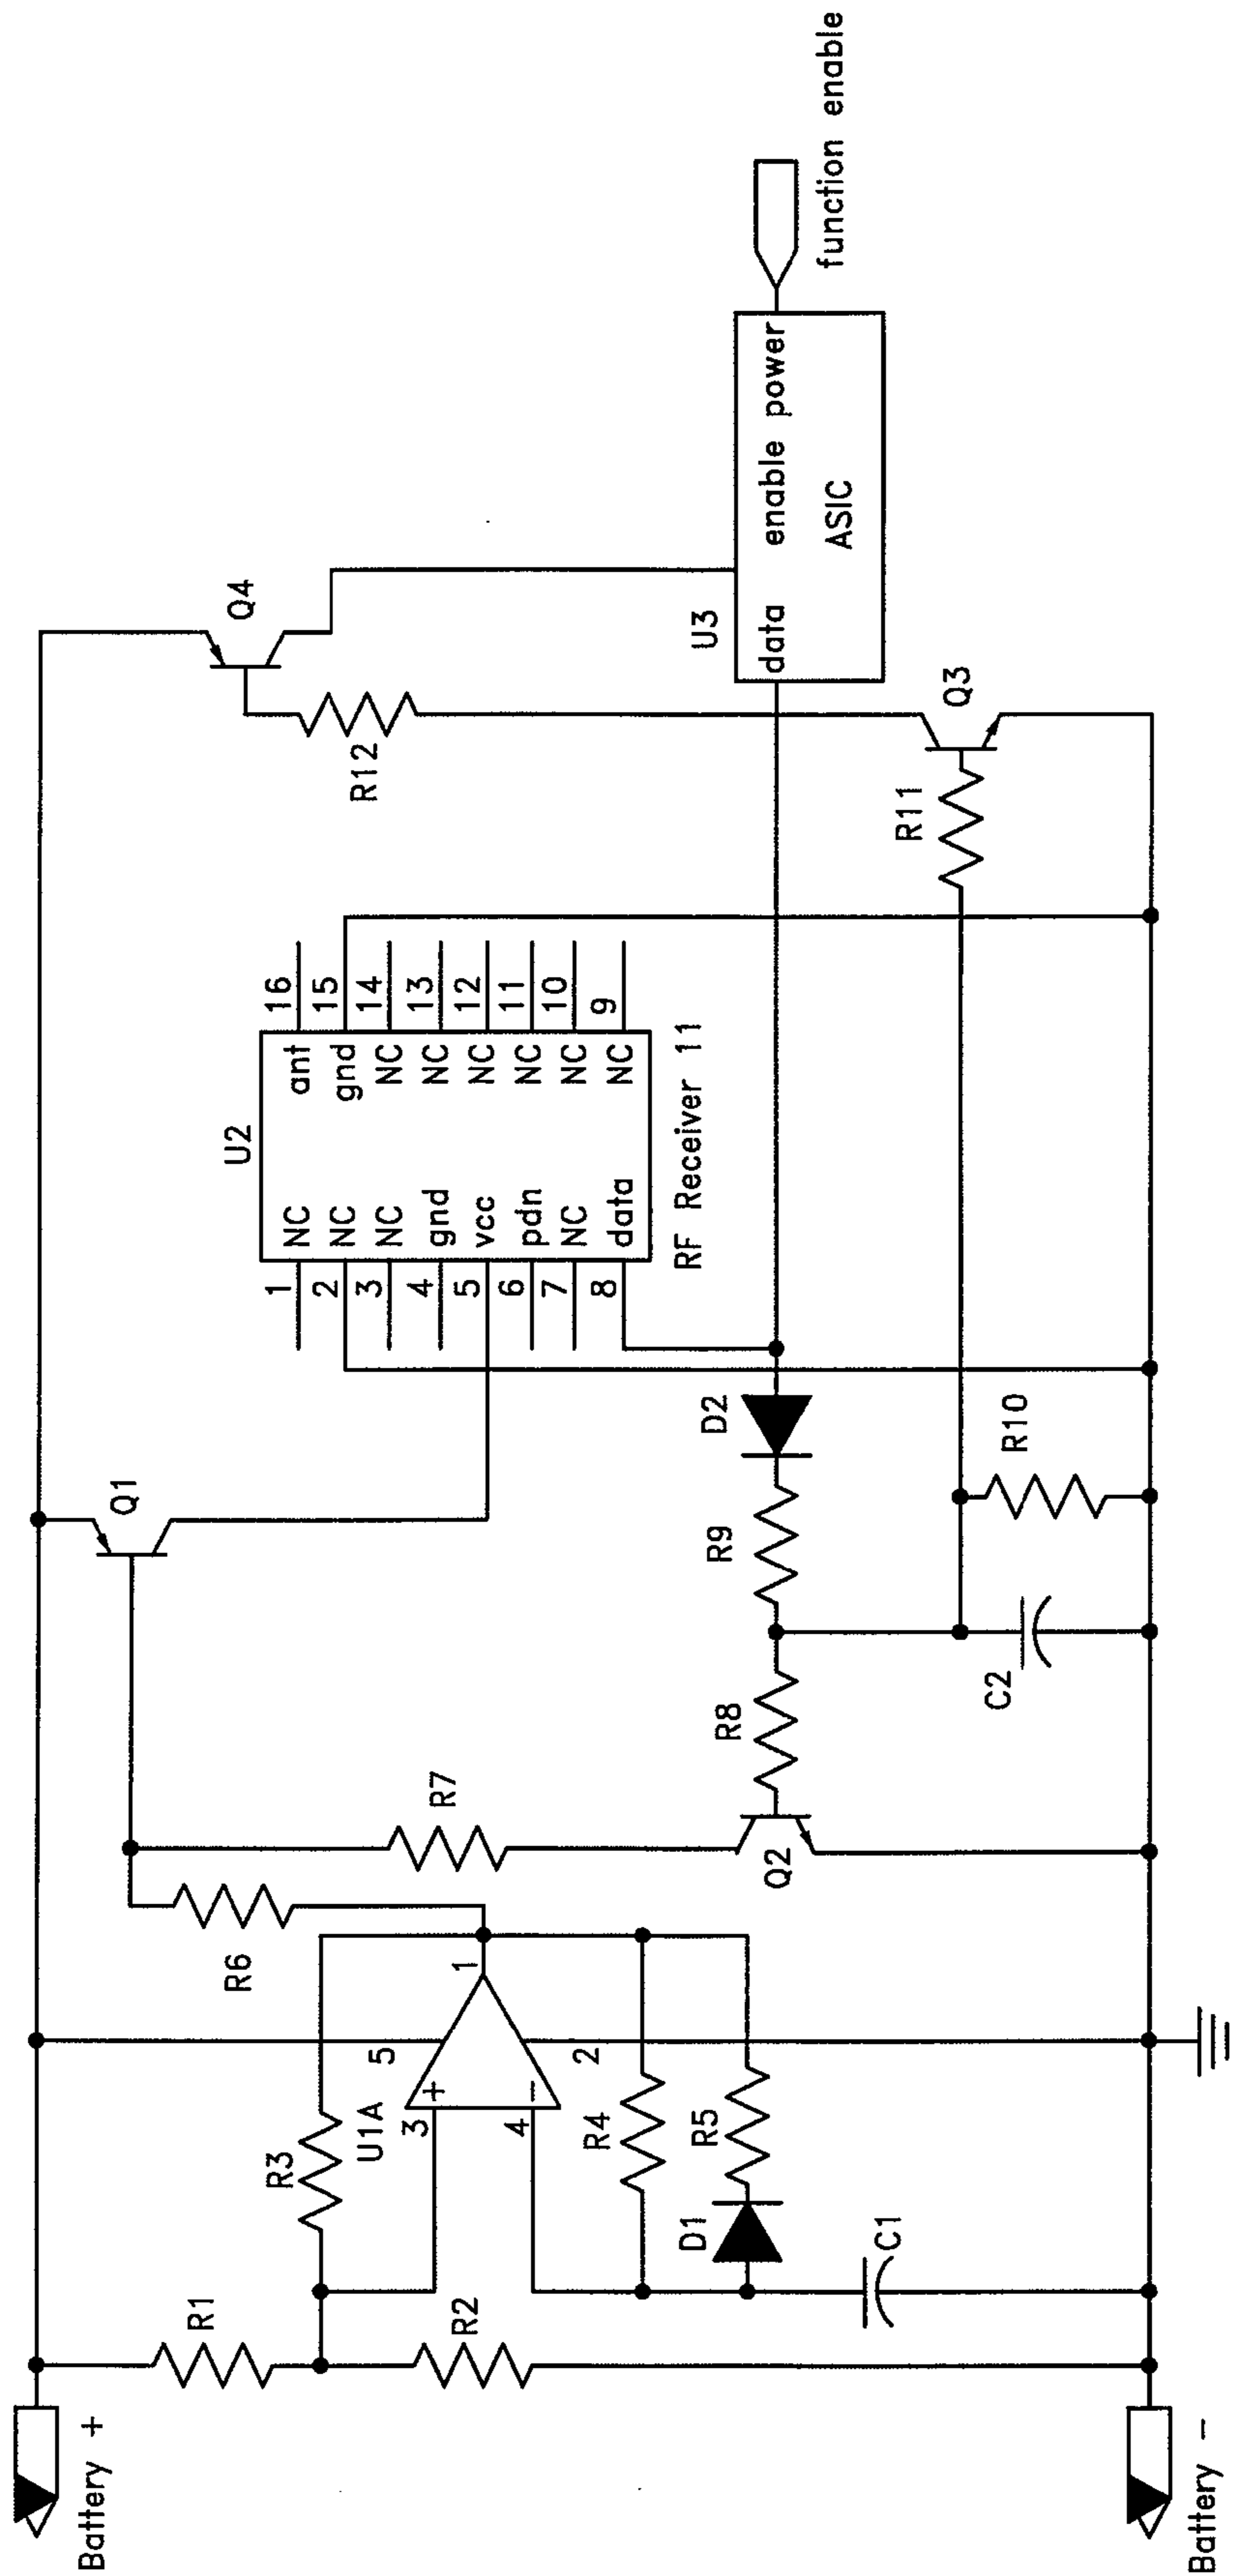 Battery +
Battery -
R1
R2
R3
U1A
3
+
4
-
5
2
1
R4
D1
R5
C1
R6
R7
Q2
Q1
R8
C2
R9
D2
R10
U2
1 NC
2 NC
3 NC
4 gnd
5 vcc
6 pdn
7 NC
8 data
ant 16
gnd 15
NC 14
NC 13
NC 12
NC 11
NC 10
NC 9
RF Receiver 11
R11
Q3
R12
Q4
U3
data enable power
ASIC
function enable